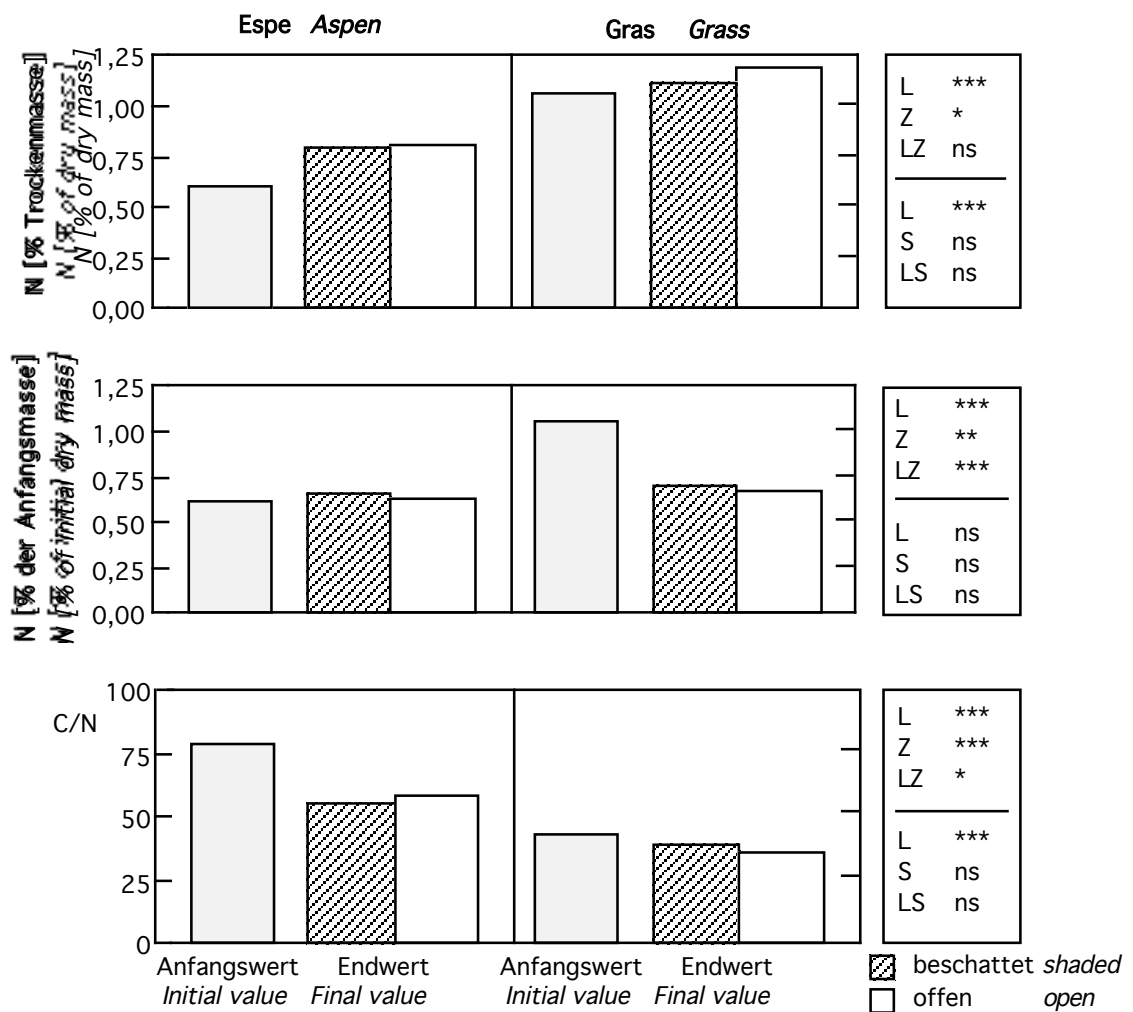 Espe Aspen
Gras Grass
N [% Trockenmasse]
N [% of dry mass]
N [% of dry mass]
1,25
1,00
0,75
0,50
0,25
0,00
L ***
Z *
LZ ns
L ***
S ns
LS ns
N [% der Anfangsmasse]
N [% of initial dry mass]
1,25
1,00
0,75
0,50
0,25
0,00
L ***
Z **
LZ ***
L ns
S ns
LS ns
C/N
100
75
50
25
0
L ***
Z ***
LZ *
L ***
S ns
LS ns
Anfangswert Endwert Anfangswert Endwert
Initial value Final value Initial value Final value
beschattet shaded
offen open